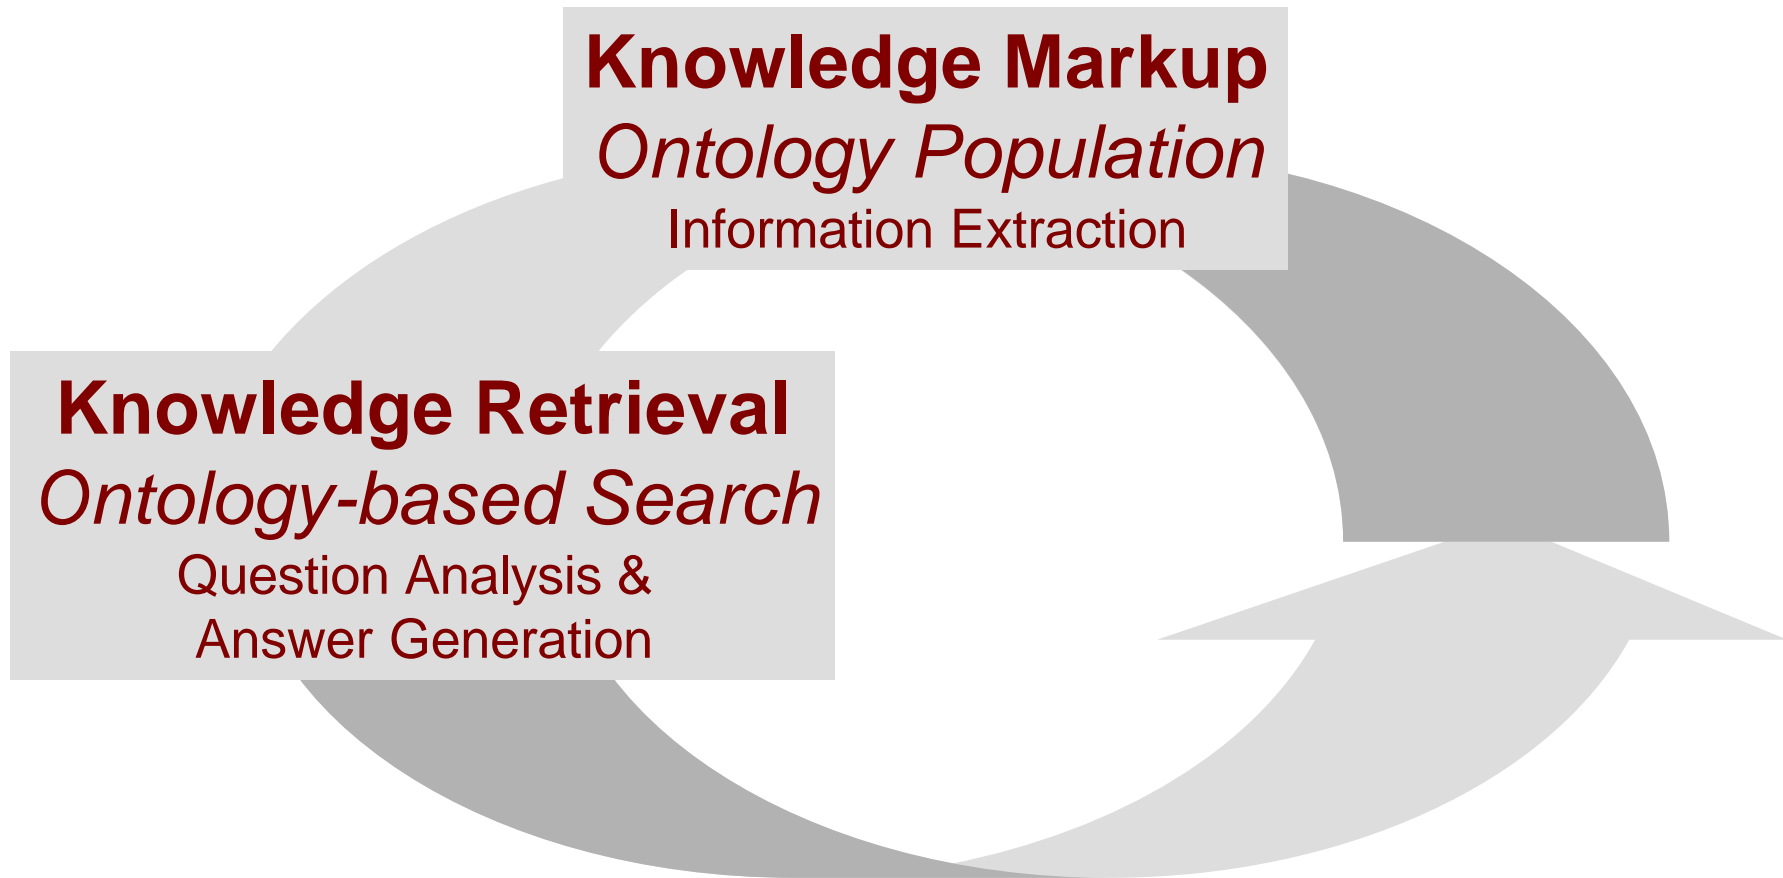 Knowledge Markup
Ontology Population
Information Extraction
Knowledge Retrieval
Ontology-based Search
Question Analysis &
Answer Generation